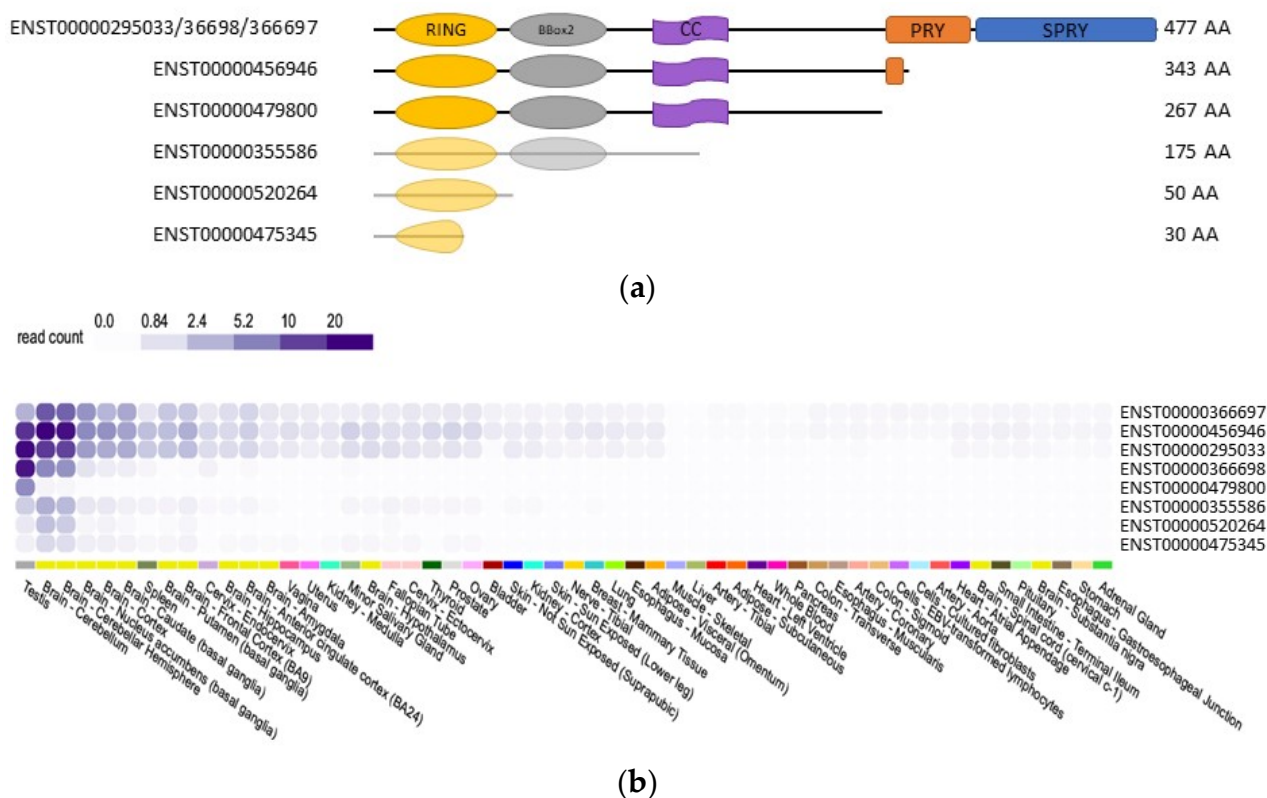 ENST00000295033/36698/366697 RING BBox2 CC PRY SPRY 477 AA
ENST00000456946 343 AA
ENST00000479800 267 AA
ENST00000355586 175 AA
ENST00000520264 50 AA
ENST00000475345 30 AA
(a)
read count 0.0 0.84 2.4 5.2 10 20
ENST00000366697
ENST00000456946
ENST00000295033
ENST00000366698
ENST00000479800
ENST00000355586
ENST00000520264
ENST00000475345
Testis
Brain - Cerebellum
Brain - Cerebellar Hemisphere
Brain - Nucleus accumbens (basal ganglia)
Brain - Cortex
Brain - Caudate (basal ganglia)
Spleen
Brain - Putamen (basal ganglia)
Brain - Frontal Cortex (BA9)
Cervix - Endocervix
Brain - Hippocampus
Brain - Anterior cingulate cortex (BA24)
Brain - Amygdala
Vagina
Uterus
Kidney - Medulla
Minor Salivary Gland
Brain - Hypothalamus
Fallopian Tube
Cervix - Ectocervix
Thyroid
Prostate
Ovary
Bladder
Skin - Not Sun Exposed (Suprapubic)
Kidney - Cortex
Skin - Sun Exposed (Lower leg)
Nerve - Tibial
Breast - Mammary Tissue
Lung
Esophagus - Mucosa
Adipose - Visceral (Omentum)
Muscle - Skeletal
Liver
Artery - Tibial
Adipose - Subcutaneous
Heart - Left Ventricle
Whole Blood
Pancreas
Colon - Transverse
Esophagus - Muscularis
Artery - Coronary
Colon - Sigmoid
Cells - EBV-transformed lymphocytes
Cells - Cultured fibroblasts
Artery - Aorta
Heart - Atrial Appendage
Brain - Spinal cord (cervical c-1)
Small Intestine - Terminal Ileum
Pituitary
Brain - Substantia nigra
Esophagus - Gastroesophageal Junction
Stomach
Adrenal Gland
(b)